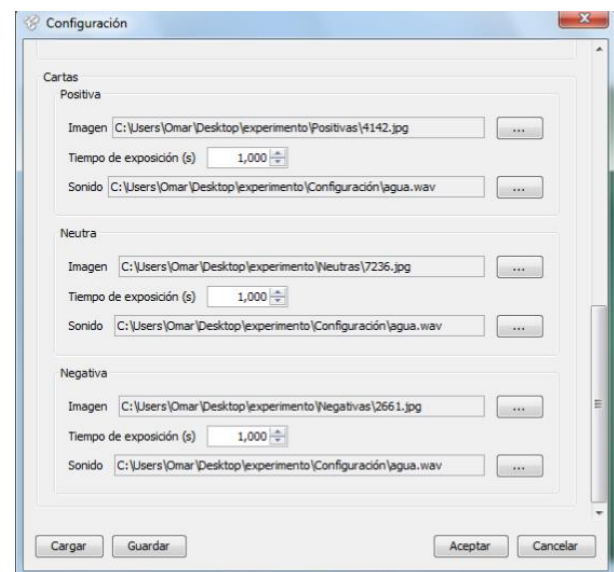 Configuración
Cartas
Positiva
Imagen C:\Users\Omar\Desktop\experimento\Positivas\4142.jpg ...
Tiempo de exposición (s) 1,000
Sonido C:\Users\Omar\Desktop\experimento\Configuración\agua.wav ...
Neutra
Imagen C:\Users\Omar\Desktop\experimento\Neutras\7236.jpg ...
Tiempo de exposición (s) 1,000
Sonido C:\Users\Omar\Desktop\experimento\Configuración\agua.wav ...
Negativa
Imagen C:\Users\Omar\Desktop\experimento\Negativas\2661.jpg ...
Tiempo de exposición (s) 1,000
Sonido C:\Users\Omar\Desktop\experimento\Configuración\agua.wav ...
Cargar Guardar Aceptar Cancelar